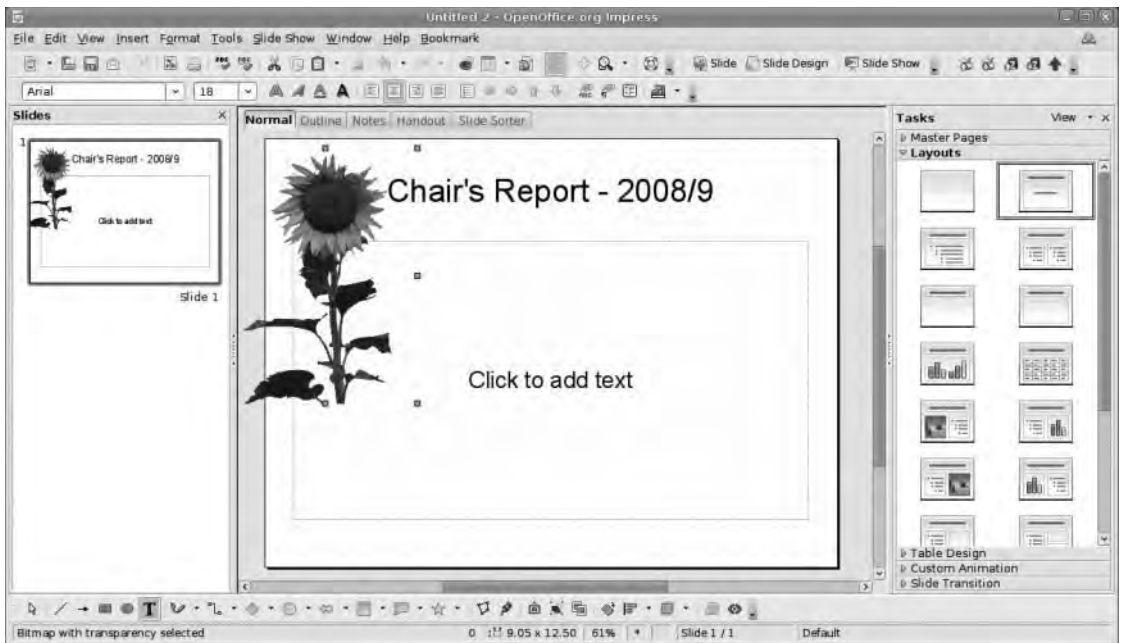 Untitled 2 - OpenOffice.org Impress
File Edit View Insert Format Tools Slide Show Window Help Bookmark
Slide Slide Design Slide Show
Arial 18
Slides
Normal Outline Notes Handout Slide Sorter
Tasks View
Master Pages
Layouts
1
Chair's Report - 2008/9
Click to add text
Slide 1
Chair's Report - 2008/9
Click to add text
Table Design
Custom Animation
Slide Transition
Bitmap with transparency selected 9.05 x 12.50 61% * Slide 1 / 1 Default